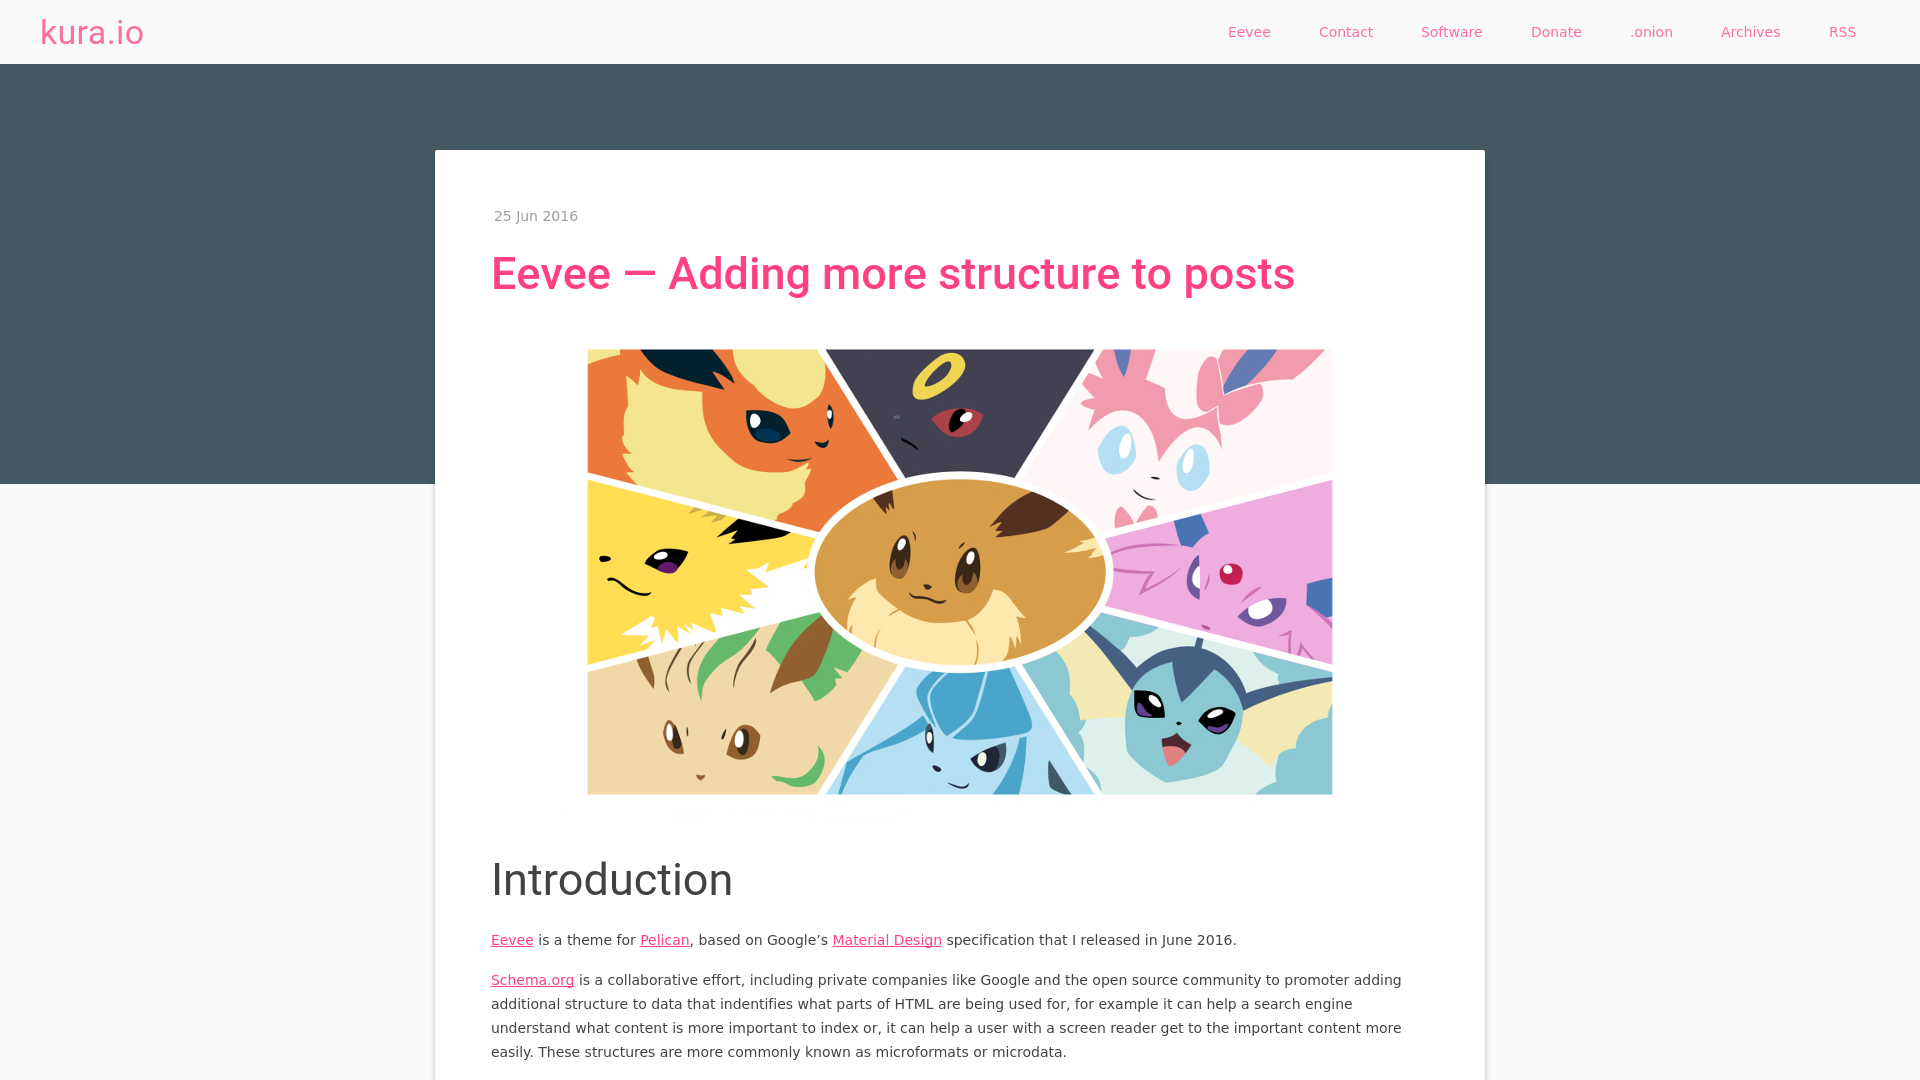 kura.io
Eevee
Contact
Software
Donate
.onion
Archives
RSS
25 Jun 2016
Eevee — Adding more structure to posts
Introduction
Eevee is a theme for Pelican, based on Google’s Material Design specification that I released in June 2016.
Schema.org is a collaborative effort, including private companies like Google and the open source community to promoter adding
additional structure to data that indentifies what parts of HTML are being used for, for example it can help a search engine
understand what content is more important to index or, it can help a user with a screen reader get to the important content more
easily. These structures are more commonly known as microformats or microdata.